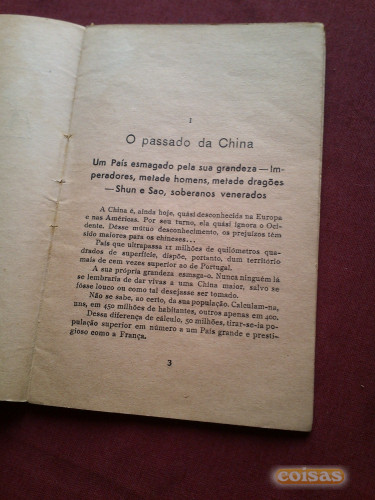 I
O passado da China
Um País esmagado pela sua grandeza — Im-
peradores, metade homens, metade dragões
— Shun e Sao, soberanos venerados
A China é, ainda hoje, quási desconhecida na Europa
e nas Américas. Por seu turno, ela quási ignora o Oci-
dente. Dêsse mútuo desconhecimento, os prejuízos têm
sido maiores para os chineses...
País que ultrapassa 11 milhões de quilómetros qua-
drados de superfície, dispõe, portanto, dum território
mais de cem vezes superior ao de Portugal.
A sua própria grandeza esmaga-o. Nunca ninguém lá
se lembraria de dar vivas a uma China maior, salvo se
fôsse louco ou como tal desejasse ser tomado.
Não se sabe, ao certo, da sua população. Calculam-na,
uns, em 450 milhões de habitantes, outros apenas em 400.
Dessa diferença de cálculo, 50 milhões, tirar-se-ia po-
pulação superior em número a um País grande e presti-
gioso como a França.
3
coisas